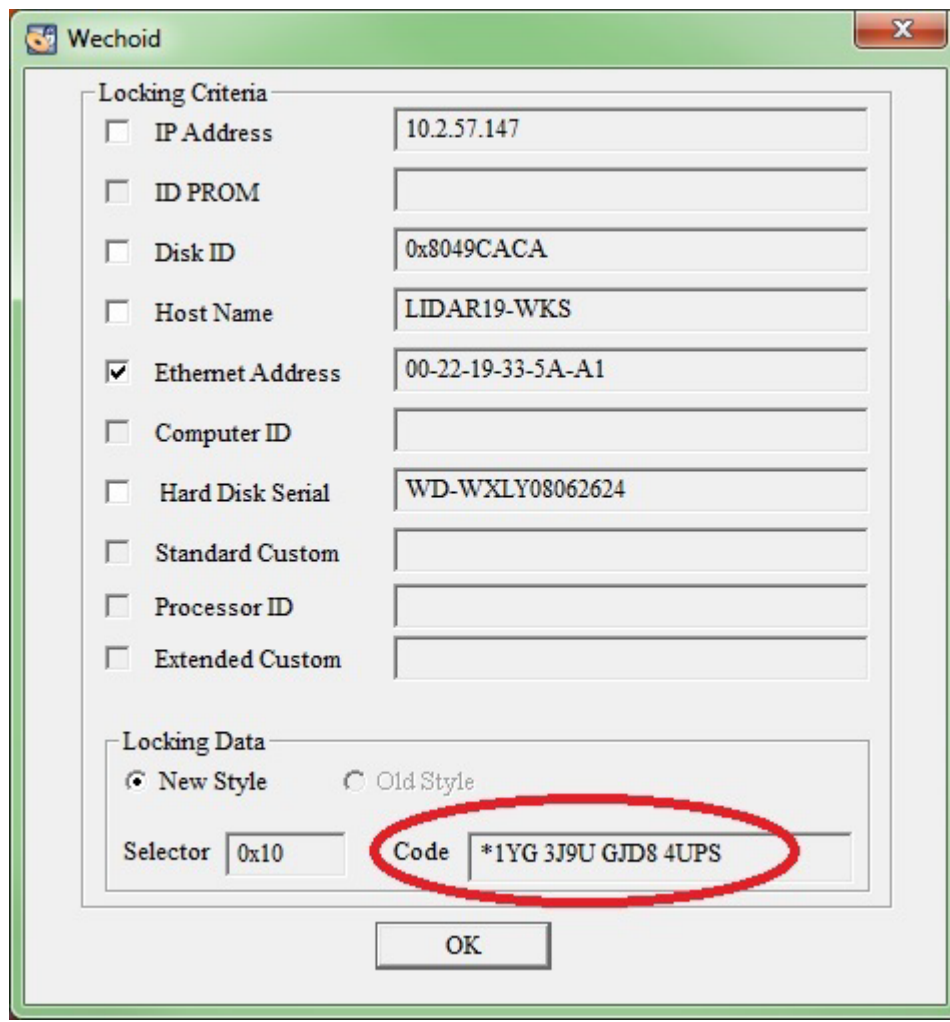 Wechoid
Locking Criteria
IP Address 10.2.57.147
ID PROM
Disk ID 0x8049CACA
Host Name LIDAR19-WKS
Ethernet Address 00-22-19-33-5A-A1
Computer ID
Hard Disk Serial WD-WXLY08062624
Standard Custom
Processor ID
Extended Custom
Locking Data
New Style Old Style
Selector 0x10 Code *1YG 3J9U GJD8 4UPS
OK